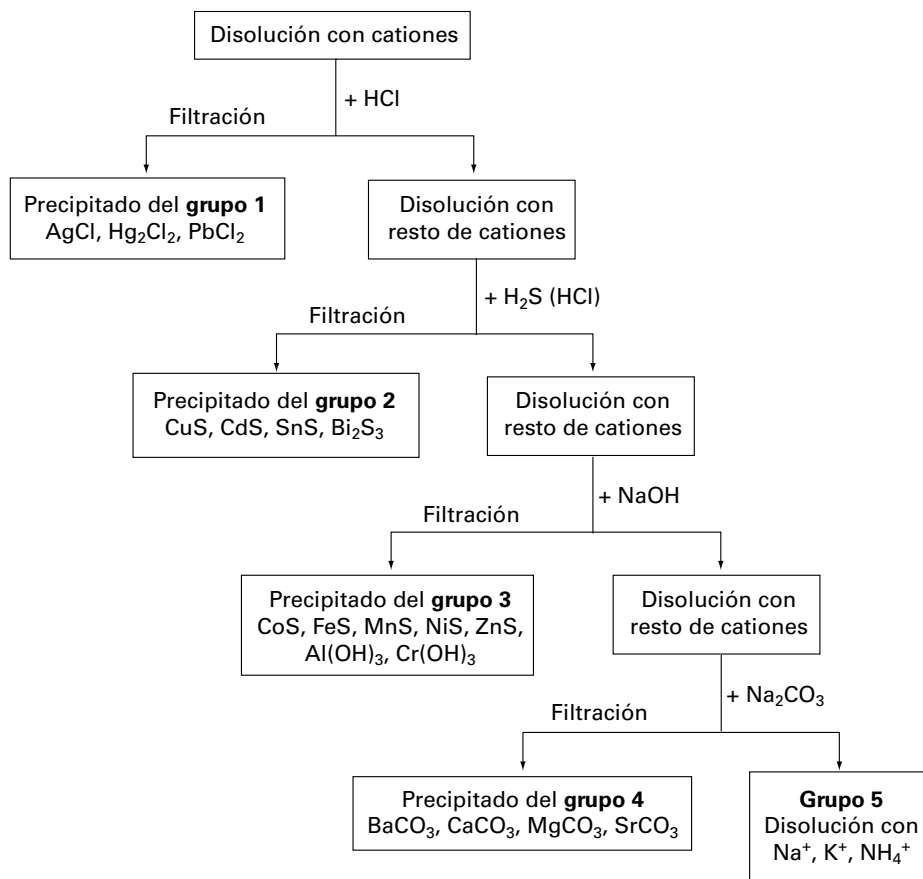 Disolución con cationes
+ HCl
Filtración
Precipitado del grupo 1
AgCl, Hg₂Cl₂, PbCl₂
Disolución con
resto de cationes
+ H₂S (HCl)
Filtración
Precipitado del grupo 2
CuS, CdS, SnS, Bi₂S₃
Disolución con
resto de cationes
+ NaOH
Filtración
Precipitado del grupo 3
CoS, FeS, MnS, NiS, ZnS,
Al(OH)₃, Cr(OH)₃
Disolución con
resto de cationes
+ Na₂CO₃
Filtración
Precipitado del grupo 4
BaCO₃, CaCO₃, MgCO₃, SrCO₃
Grupo 5
Disolución con
Na⁺, K⁺, NH₄⁺